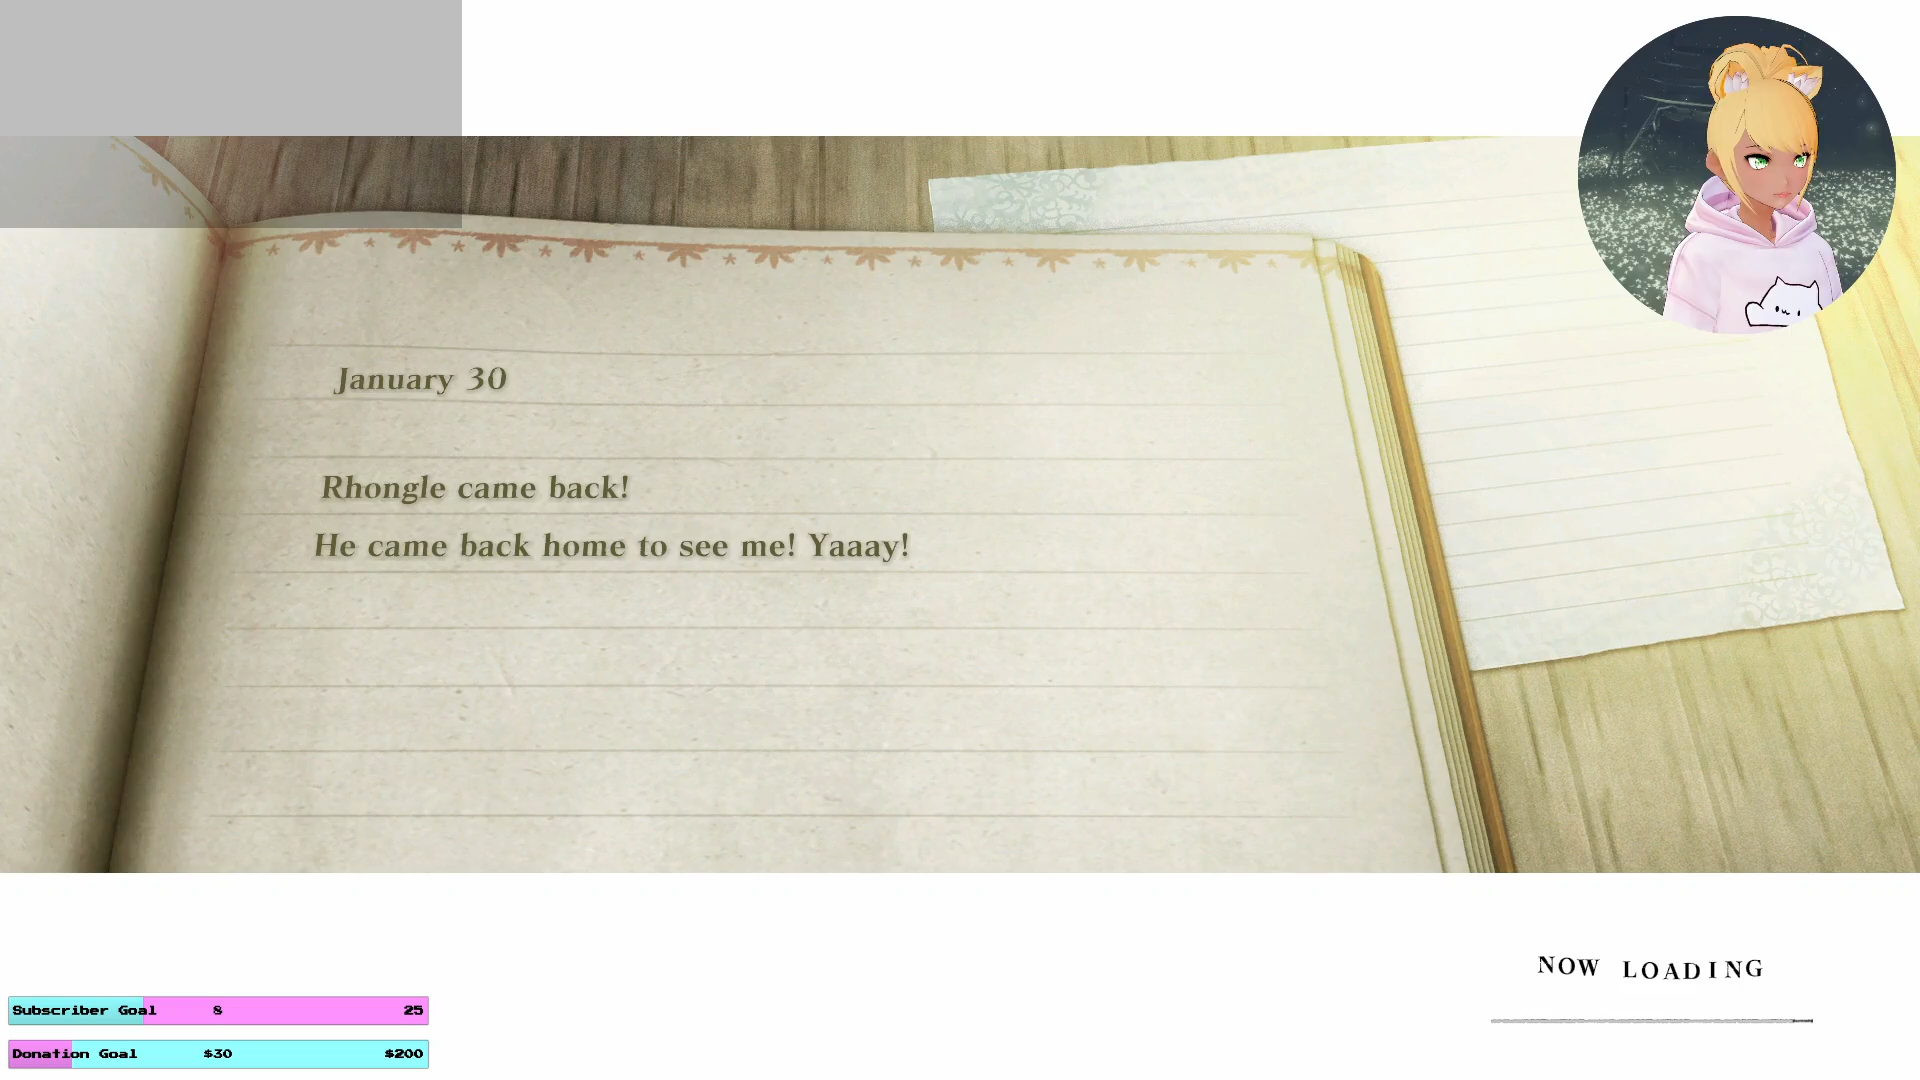 January 30
Rhongle came back!
He came back home to see me! Yaaay!
NOW LOADING
Subscriber Goal 8 25
Donation Goal $30 $200